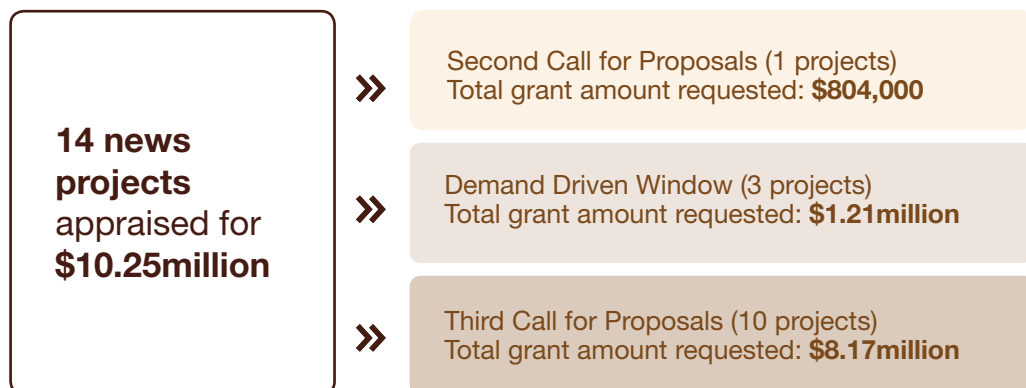 14 news
projects
appraised for
$10.25million
Second Call for Proposals (1 projects)
Total grant amount requested: $804,000
Demand Driven Window (3 projects)
Total grant amount requested: $1.21million
Third Call for Proposals (10 projects)
Total grant amount requested: $8.17million